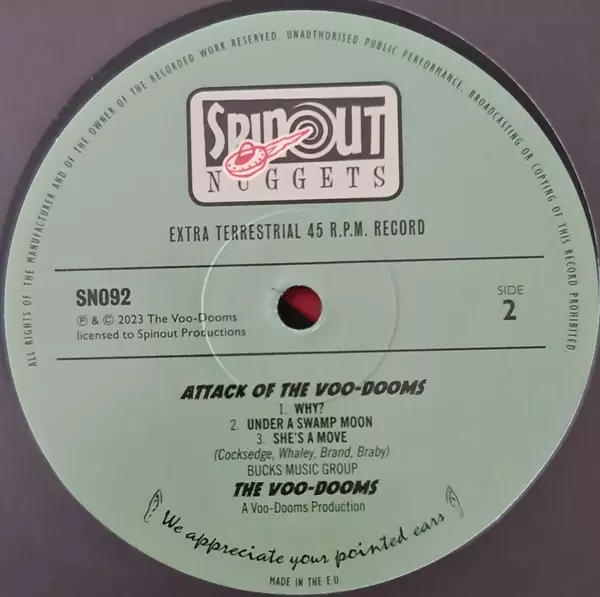 ALL RIGHTS OF THE MANUFACTURER AND OF THE OWNER OF THE RECORDED WORK RESERVED. UNAUTHORISED PUBLIC PERFORMANCE, BROADCASTING OR COPYING OF THIS RECORD PROHIBITED.
SPINOUT
NUGGETS
EXTRA TERRESTRIAL 45 R.P.M. RECORD
SN092
℗ & © 2023 The Voo-Dooms
licensed to Spinout Productions
SIDE
2
ATTACK OF THE VOO-DOOMS
1. WHY?
2. UNDER A SWAMP MOON
3. SHE'S A MOVE
(Cocksedge, Whaley, Brand, Braby)
BUCKS MUSIC GROUP
THE VOO-DOOMS
A Voo-Dooms Production
We appreciate your pointed ears
MADE IN THE E.U.